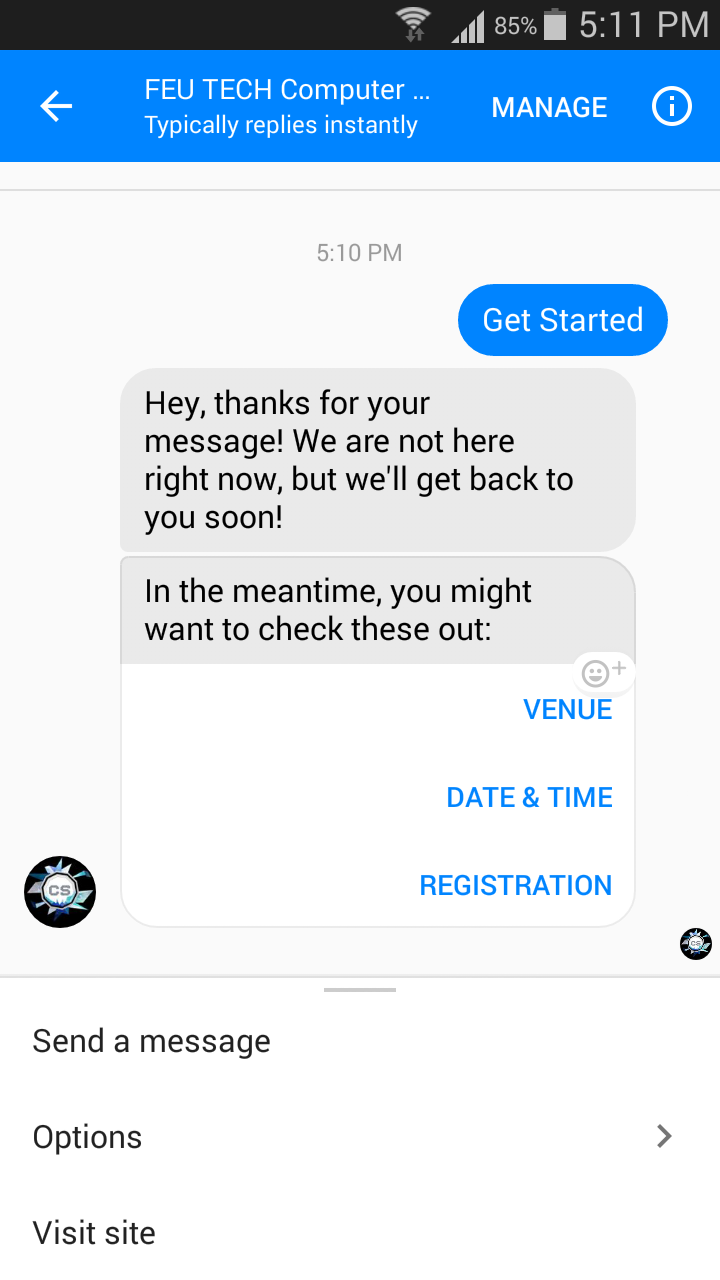 85% 5:11 PM
FEU TECH Computer ... MANAGE
Typically replies instantly
5:10 PM
Get Started
Hey, thanks for your
message! We are not here
right now, but we'll get back to
you soon!
In the meantime, you might
want to check these out:
VENUE
DATE & TIME
REGISTRATION
CS
CS
Send a message
Options
Visit site